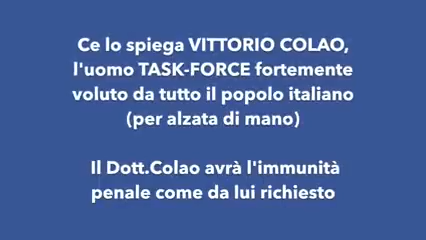 Ce lo spiega VITTORIO COLAO,
l'uomo TASK-FORCE fortemente
voluto da tutto il popolo italiano
(per alzata di mano)
Il Dott.Colao avrà l'immunità
penale come da lui richiesto